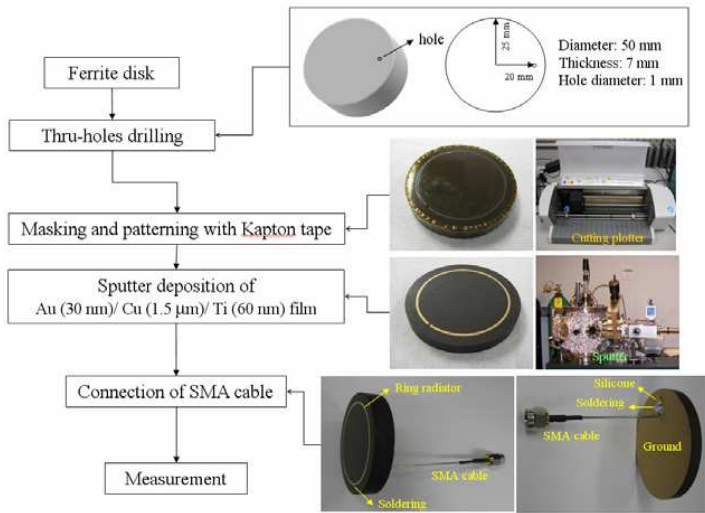 hole
25 mm
20 mm
Diameter: 50 mm
Thickness: 7 mm
Hole diameter: 1 mm
Ferrite disk
Thru-holes drilling
Masking and patterning with Kapton tape
Cutting plotter
Sputter deposition of
Au (30 nm)/ Cu (1.5 μm)/ Ti (60 nm) film
Sputter
Connection of SMA cable
Ring radiator
SMA cable
Soldering
Silicone
Soldering
SMA cable
Ground
Measurement